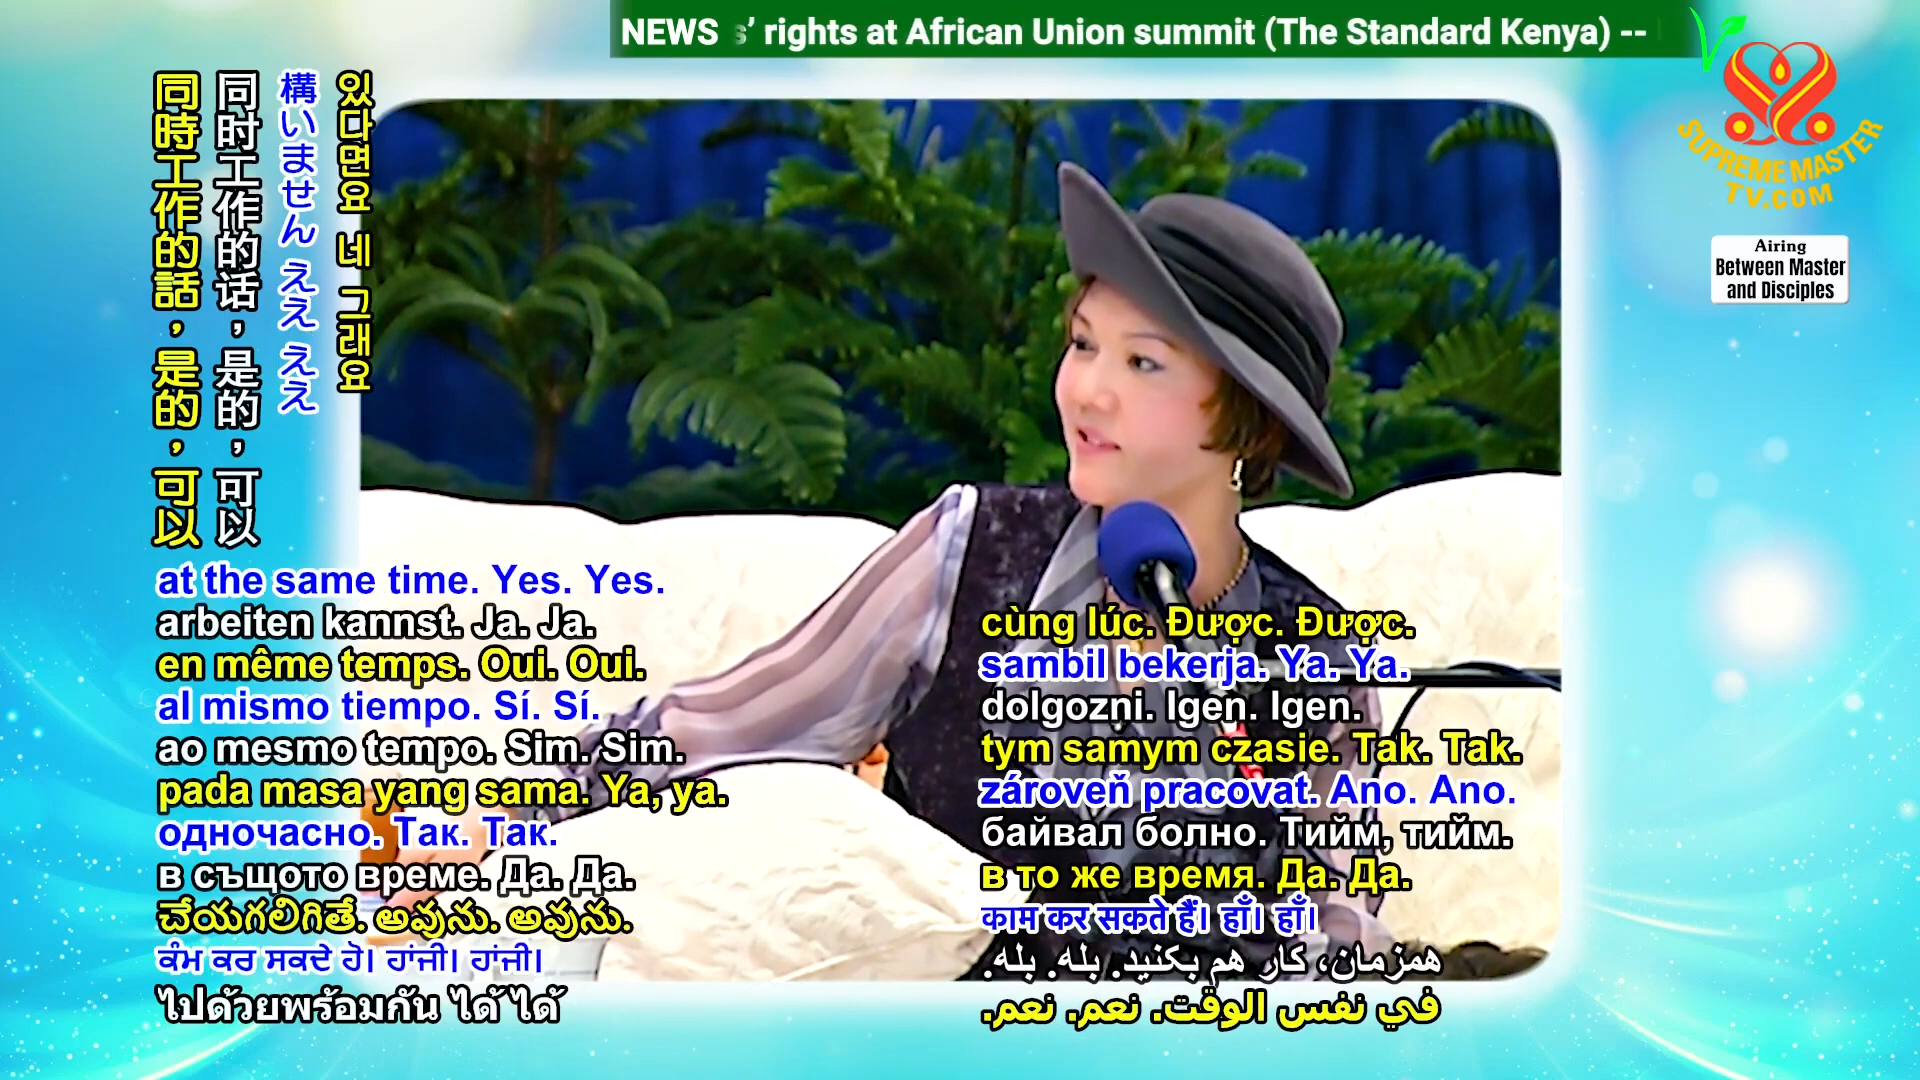 NEWS s’ rights at African Union summit (The Standard Kenya) --
SUPREME MASTER
TV.COM
Airing
Between Master
and Disciples
同時工作的話，是的，可以
同时工作的话，是的，可以
構いません ええ ええ
있다면요 네 그래요
at the same time. Yes. Yes.
arbeiten kannst. Ja. Ja.
en même temps. Oui. Oui.
al mismo tiempo. Sí. Sí.
ao mesmo tempo. Sim. Sim.
pada masa yang sama. Ya, ya.
одночасно. Так. Так.
в същото време. Да. Да.
చేయగలిగితే. అవును. అవును.
ਕੰਮ ਕਰ ਸਕਦੇ ਹੋ। ਹਾਂਜੀ। ਹਾਂਜੀ।
ไปด้วยพร้อมกัน ได้ ได้
cùng lúc. Được. Được.
sambil bekerja. Ya. Ya.
dolgozni. Igen. Igen.
tym samym czasie. Tak. Tak.
zároveň pracovat. Ano. Ano.
байвал болно. Тийм, тийм.
в то же время. Да. Да.
काम कर सकते हैं। हाँ। हाँ।
همزمان، کار هم بکنید. بله. بله.
في نفس الوقت. نعم. نعم.